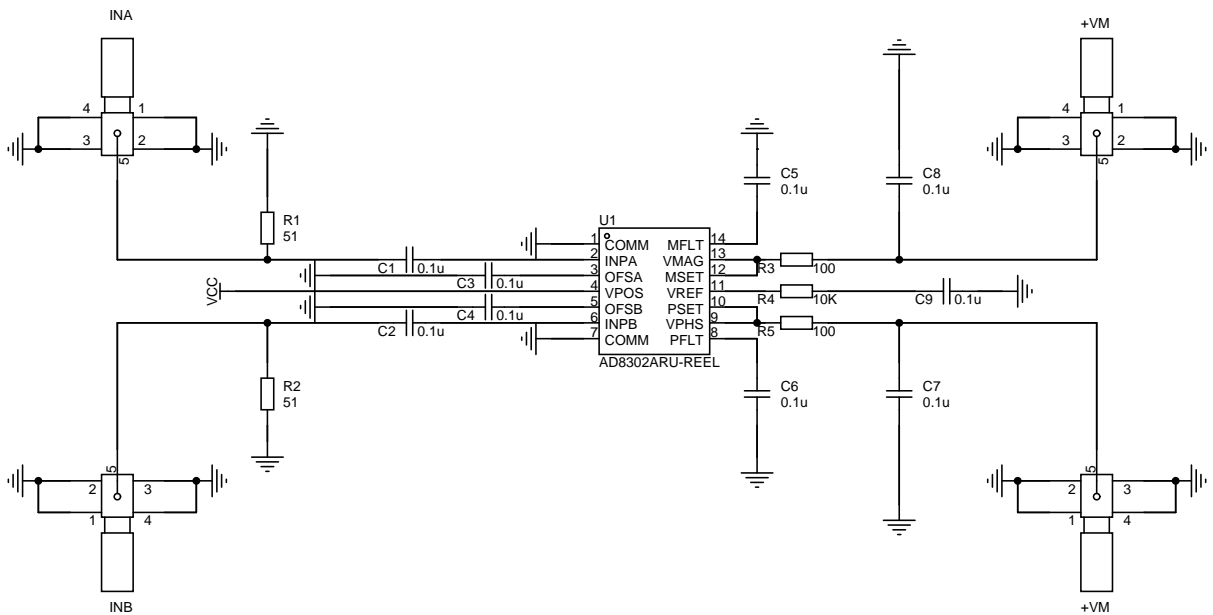 INA
+VM
4 1
3 2
5
4 1
3 2
5
R1
51
C5
0.1u
C8
0.1u
U1
1 COMM MFLT 14
2 INPA VMAG 13
3 OFSA MSET 12
4 VPOS VREF 11
5 OFSB PSET 10
6 INPB VPHS 9
7 COMM PFLT 8
AD8302ARU-REEL
C1 0.1u
C3 0.1u
VCC
C4 0.1u
C2 0.1u
R3 100
R4 10K
C9 0.1u
R5 100
R2
51
C6
0.1u
C7
0.1u
5
2 3
1 4
5
2 3
1 4
INB
+VM